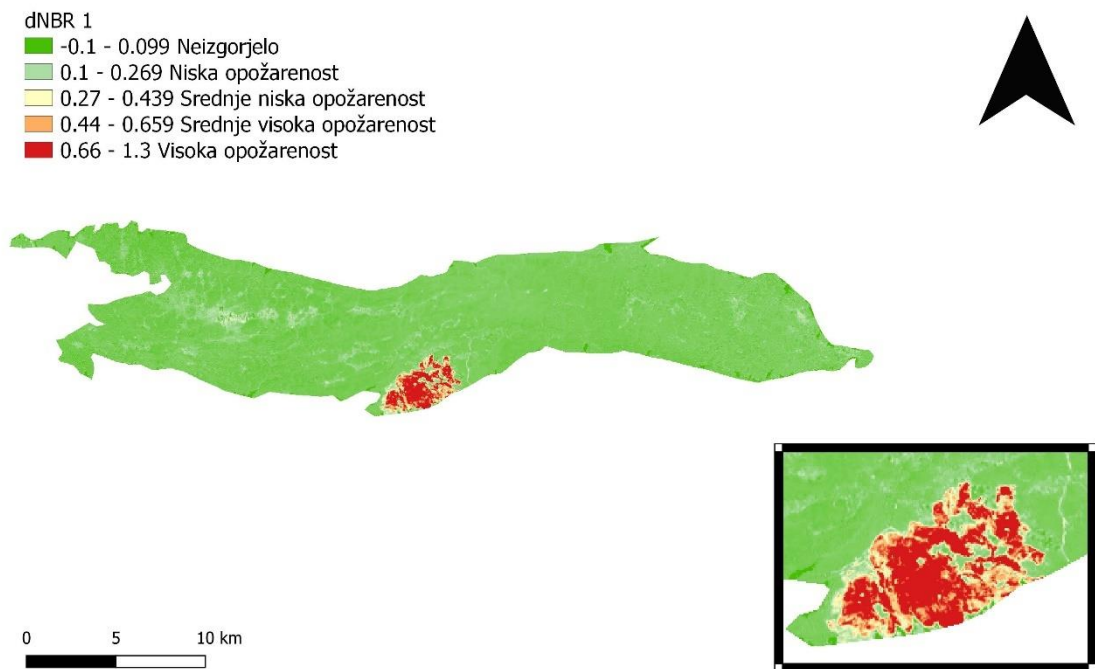 dNBR 1
-0.1 - 0.099 Neizgorjelo
0.1 - 0.269 Niska opožarenost
0.27 - 0.439 Srednje niska opožarenost
0.44 - 0.659 Srednje visoka opožarenost
0.66 - 1.3 Visoka opožarenost
0 5 10 km